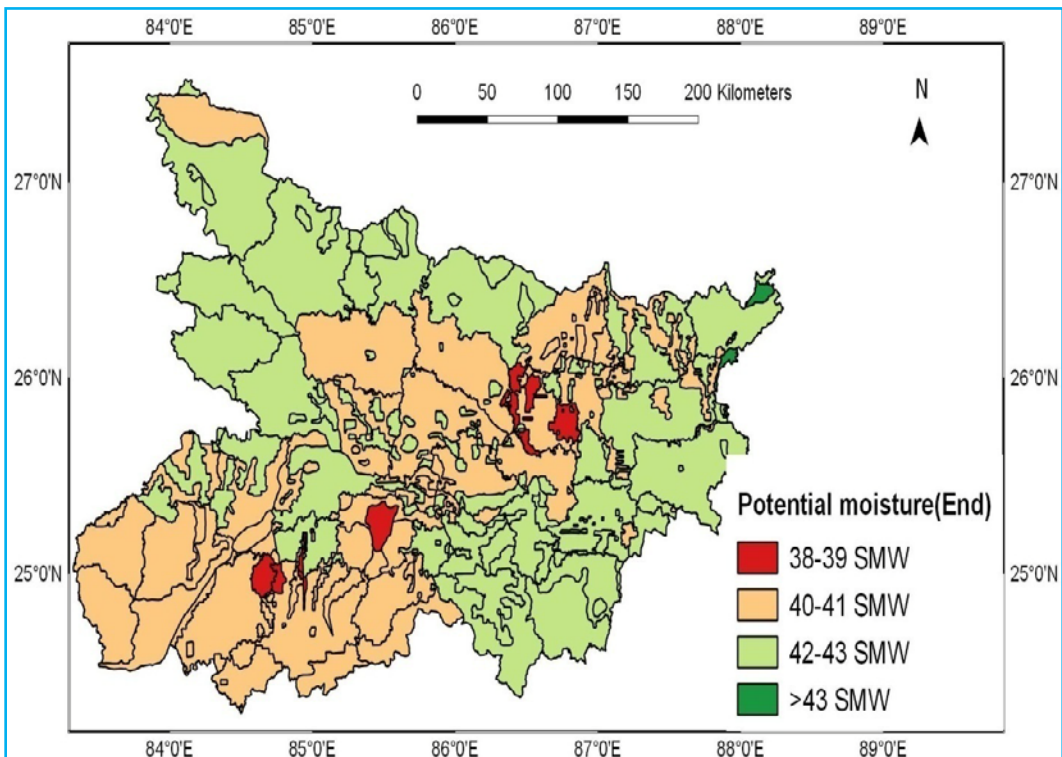 84°0'E 85°0'E 86°0'E 87°0'E 88°0'E 89°0'E
0 50 100 150 200 Kilometers
N
27°0'N 27°0'N
26°0'N 26°0'N
Potential moisture(End)
38-39 SMW
25°0'N 25°0'N
40-41 SMW
42-43 SMW
>43 SMW
84°0'E 85°0'E 86°0'E 87°0'E 88°0'E 89°0'E